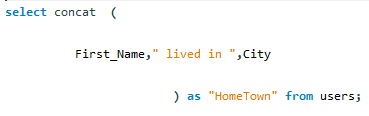 select concat (
First_Name," lived in ",City
) as "HomeTown" from users;